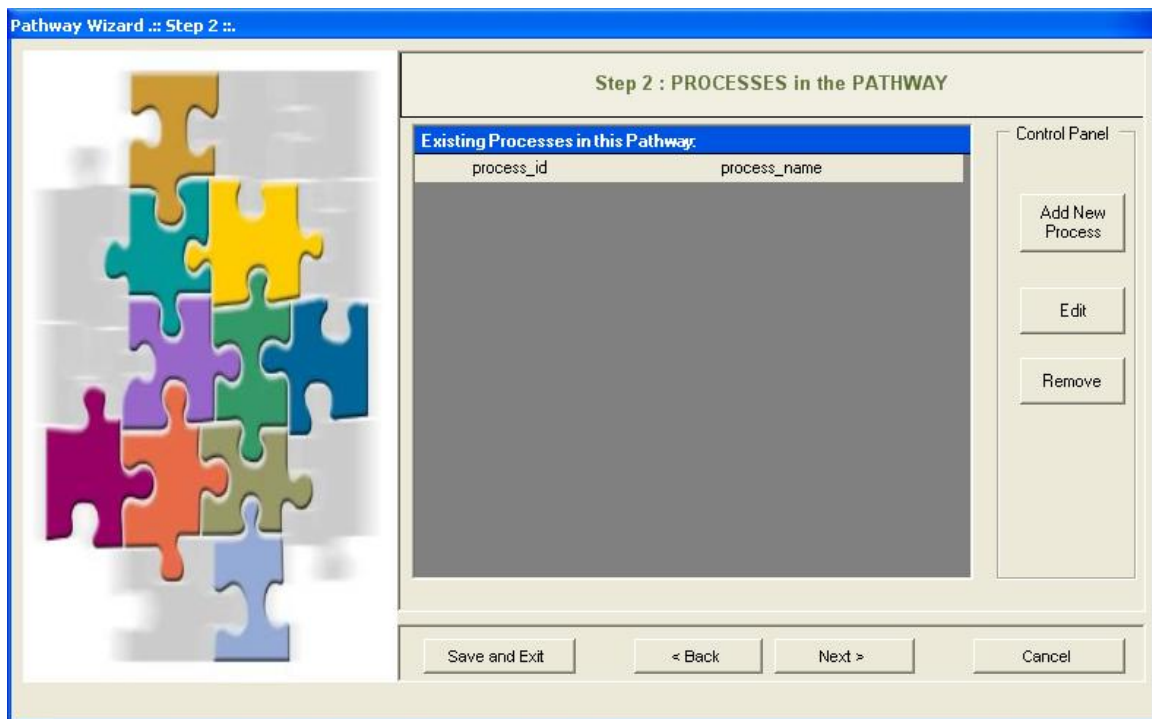 Pathway Wizard .:: Step 2 ::.
Step 2 : PROCESSES in the PATHWAY
Existing Processes in this Pathway:
process_id process_name
Control Panel
Add New
Process
Edit
Remove
Save and Exit < Back Next > Cancel